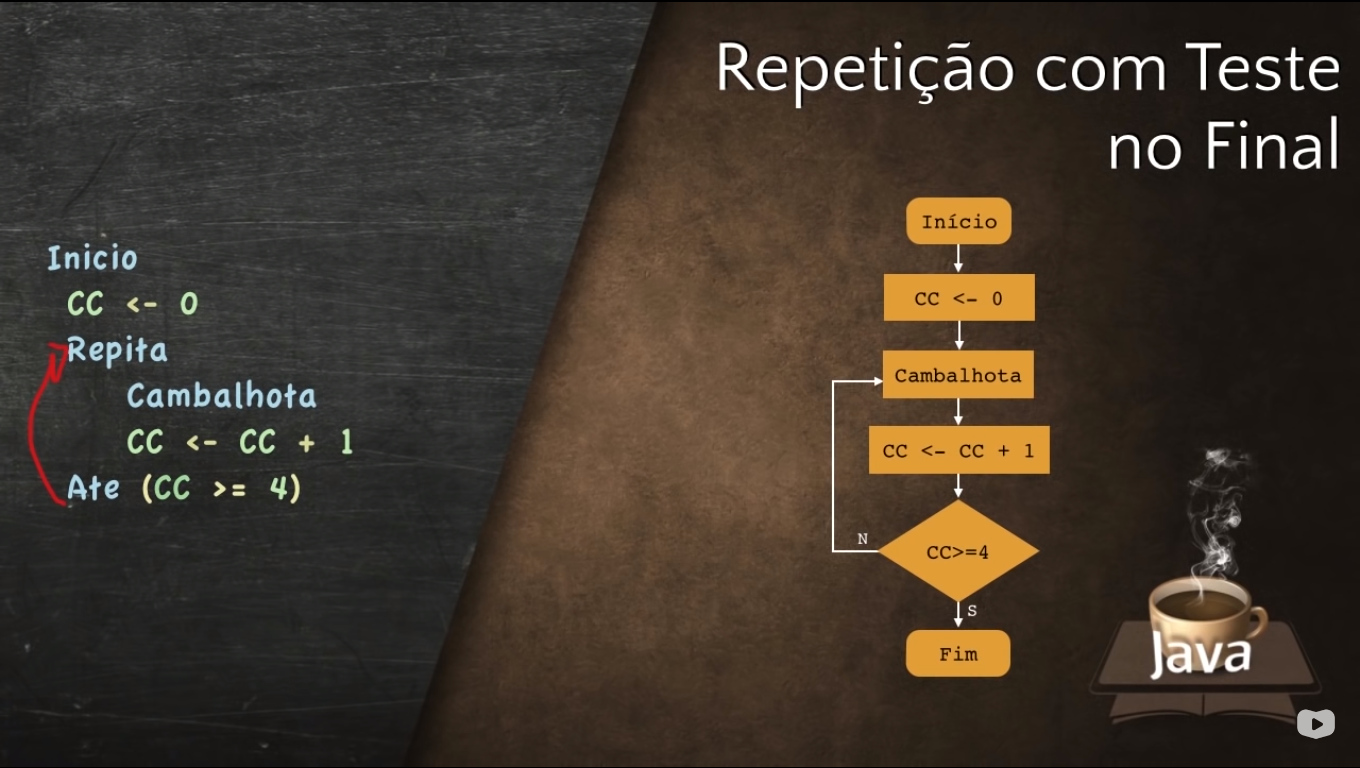 Repetição com Teste
no Final
Inicio
CC <- 0
Repita
Cambalhota
CC <- CC + 1
Ate (CC >= 4)
Início
CC <- 0
Cambalhota
CC <- CC + 1
CC>=4
N
S
Fim
Java